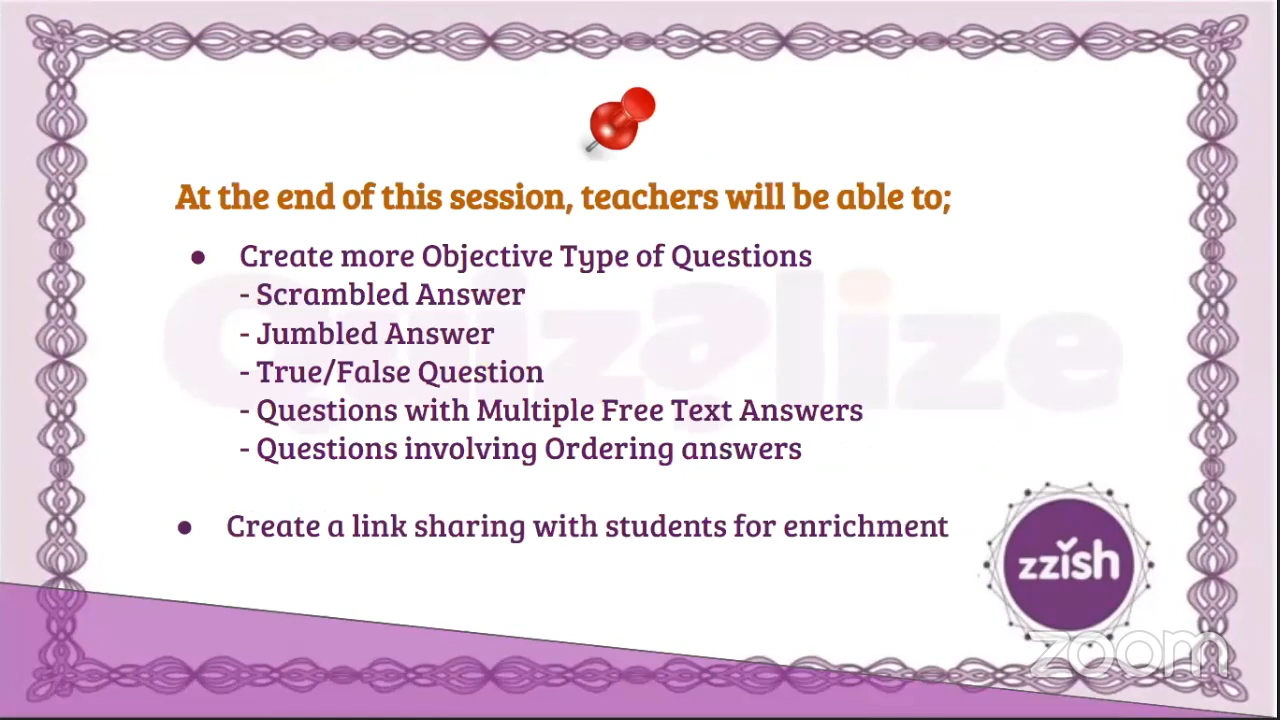 At the end of this session, teachers will be able to;
● Create more Objective Type of Questions
- Scrambled Answer
- Jumbled Answer
- True/False Question
- Questions with Multiple Free Text Answers
- Questions involving Ordering answers
Quizalize
● Create a link sharing with students for enrichment
zzish
zoom